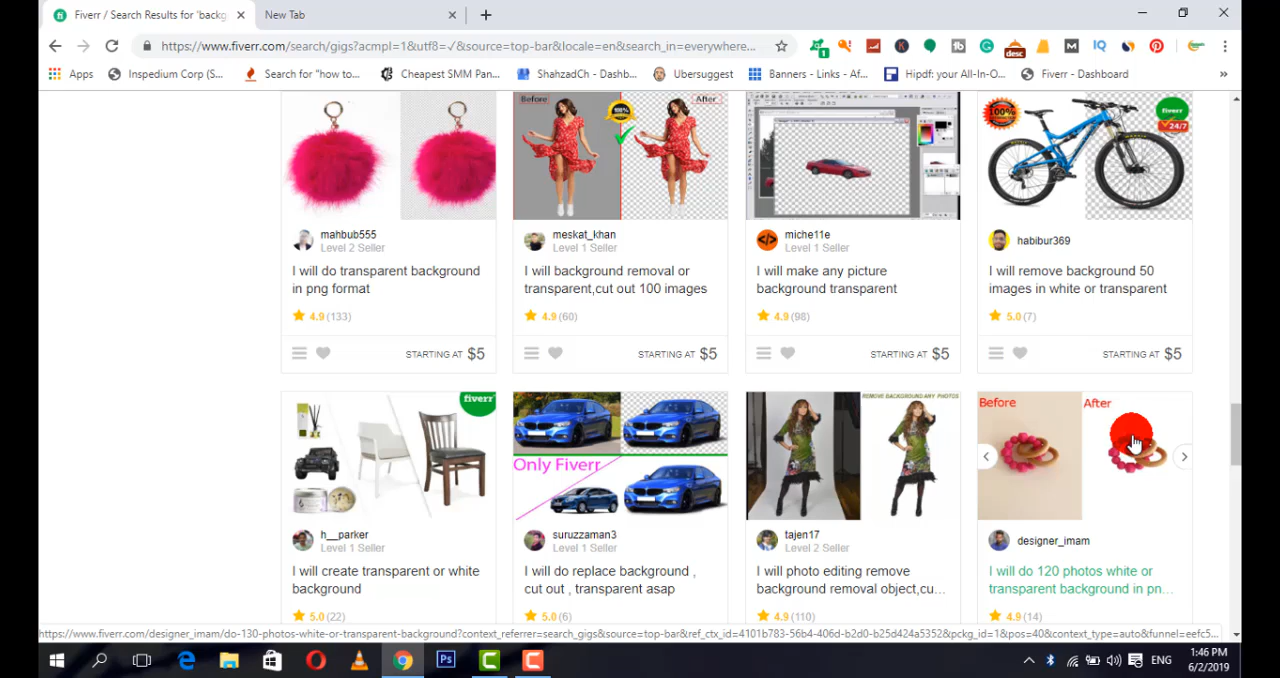 Fiverr / Search Results for 'backg
New Tab
https://www.fiverr.com/search/gigs?acmpl=1&utf8=√&source=top-bar&locale=en&search_in=everywhere...
desc
Apps
Inspedium Corp (S...
Search for "how to...
Cheapest SMM Pan...
ShahzadCh - Dashb...
Ubersuggest
Banners - Links - Af...
Hipdf: your All-In-O...
Fiverr - Dashboard
»
Before
After
100%
100%
fiverr
24/7
mahbub555
Level 2 Seller
I will do transparent background
in png format
4.9 (133)
STARTING AT $5
meskat_khan
Level 1 Seller
I will background removal or
transparent,cut out 100 images
4.9 (60)
STARTING AT $5
miche11e
Level 1 Seller
I will make any picture
background transparent
4.9 (98)
STARTING AT $5
habibur369
I will remove background 50
images in white or transparent
5.0 (7)
STARTING AT $5
fiverr
h__parker
Level 1 Seller
I will create transparent or white
background
5.0 (22)
Only Fiverr
suruzzaman3
Level 1 Seller
I will do replace background ,
cut out , transparent asap
5.0 (6)
REMOVE BACKGROUND ANY PHOTOS
tajen17
Level 2 Seller
I will photo editing remove
background removal object,cu...
4.9 (110)
Before
After
designer_imam
I will do 120 photos white or
transparent background in pn...
4.9 (14)
https://www.fiverr.com/designer_imam/do-130-photos-white-or-transparent-background?context_referrer=search_gigs&source=top-bar&ref_ctx_id=4101b783-56b4-406d-b2d0-b25d424a5352&pckg_id=1&pos=40&context_type=auto&funnel=eefc5...
Ps
ENG
1:46 PM
6/2/2019